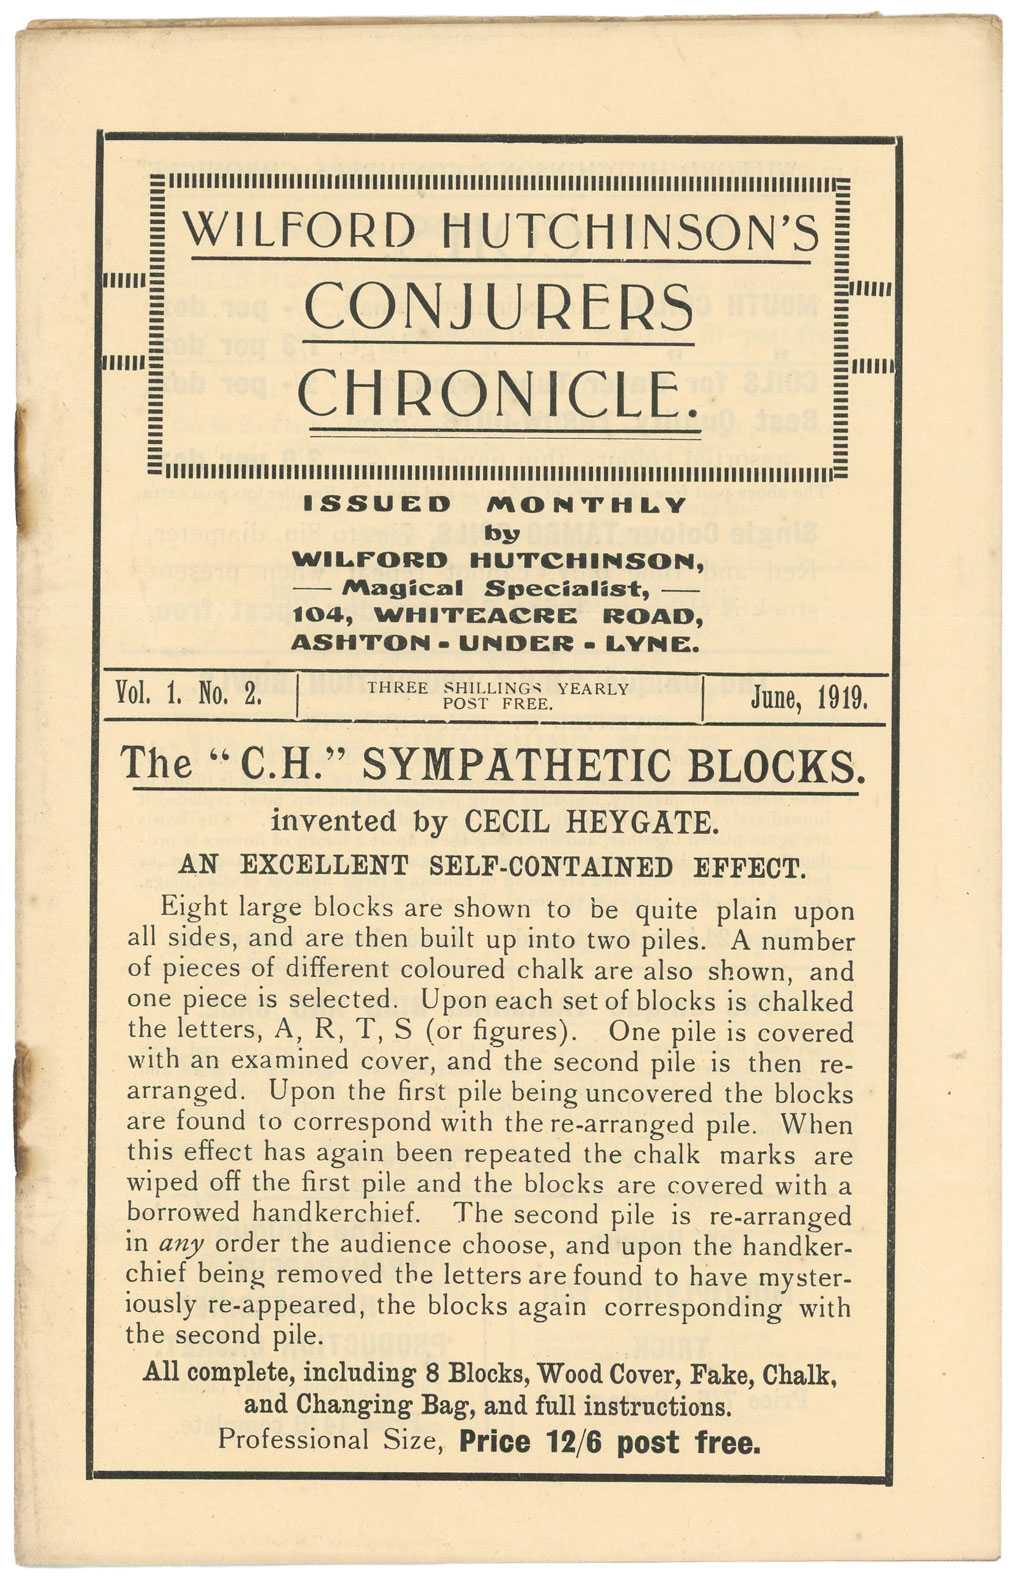 WILFORD HUTCHINSON'S
CONJURERS
CHRONICLE.
ISSUED MONTHLY
by
WILFORD HUTCHINSON,
— Magical Specialist, —
104, WHITEACRE ROAD,
ASHTON - UNDER - LYNE.
Vol. 1. No. 2.
THREE SHILLINGS YEARLY
POST FREE.
June, 1919.
The "C.H." SYMPATHETIC BLOCKS.
invented by CECIL HEYGATE.
AN EXCELLENT SELF-CONTAINED EFFECT.
Eight large blocks are shown to be quite plain upon
all sides, and are then built up into two piles. A number
of pieces of different coloured chalk are also shown, and
one piece is selected. Upon each set of blocks is chalked
the letters, A, R, T, S (or figures). One pile is covered
with an examined cover, and the second pile is then re-
arranged. Upon the first pile being uncovered the blocks
are found to correspond with the re-arranged pile. When
this effect has again been repeated the chalk marks are
wiped off the first pile and the blocks are covered with a
borrowed handkerchief. The second pile is re-arranged
in any order the audience choose, and upon the handker-
chief being removed the letters are found to have myster-
iously re-appeared, the blocks again corresponding with
the second pile.
All complete, including 8 Blocks, Wood Cover, Fake, Chalk,
and Changing Bag, and full instructions.
Professional Size, Price 12/6 post free.